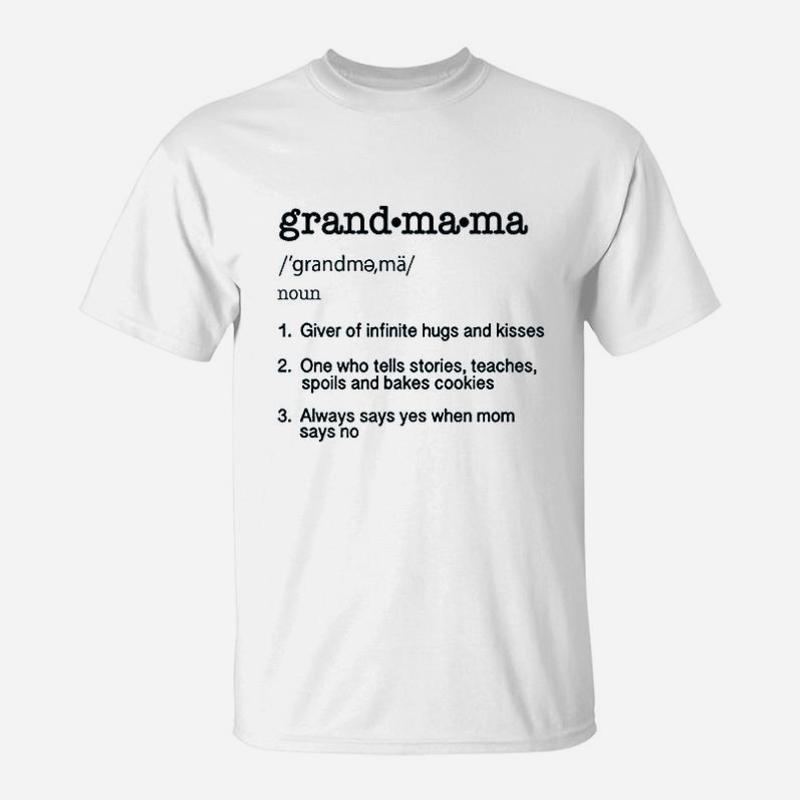 grand•ma•ma
/'grandmə,mä/
noun
1. Giver of infinite hugs and kisses
2. One who tells stories, teaches,
spoils and bakes cookies
3. Always says yes when mom
says no